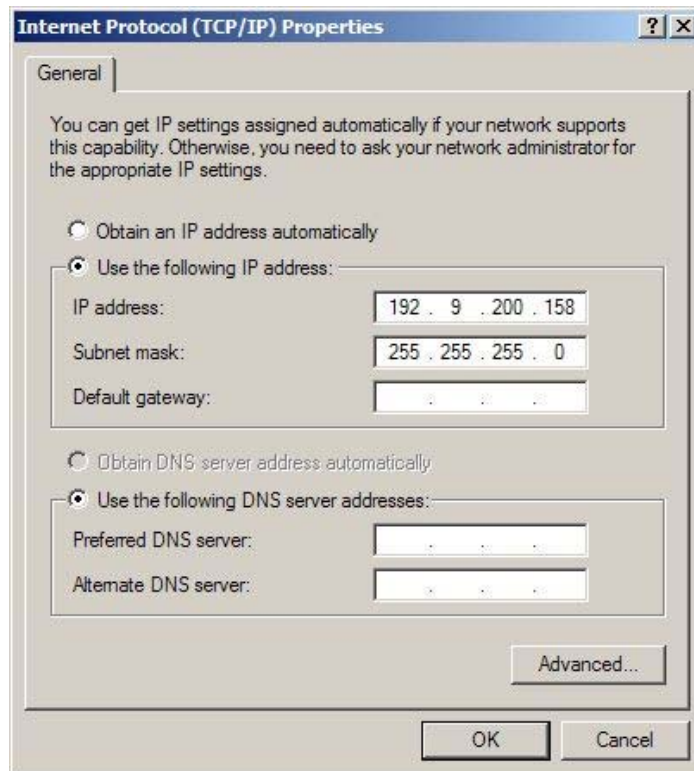 Internet Protocol (TCP/IP) Properties
General
You can get IP settings assigned automatically if your network supports
this capability. Otherwise, you need to ask your network administrator for
the appropriate IP settings.
Obtain an IP address automatically
Use the following IP address:
IP address: 192 . 9 . 200 . 158
Subnet mask: 255 . 255 . 255 . 0
Default gateway: . . .
Obtain DNS server address automatically
Use the following DNS server addresses:
Preferred DNS server: . . .
Alternate DNS server: . . .
Advanced...
OK Cancel